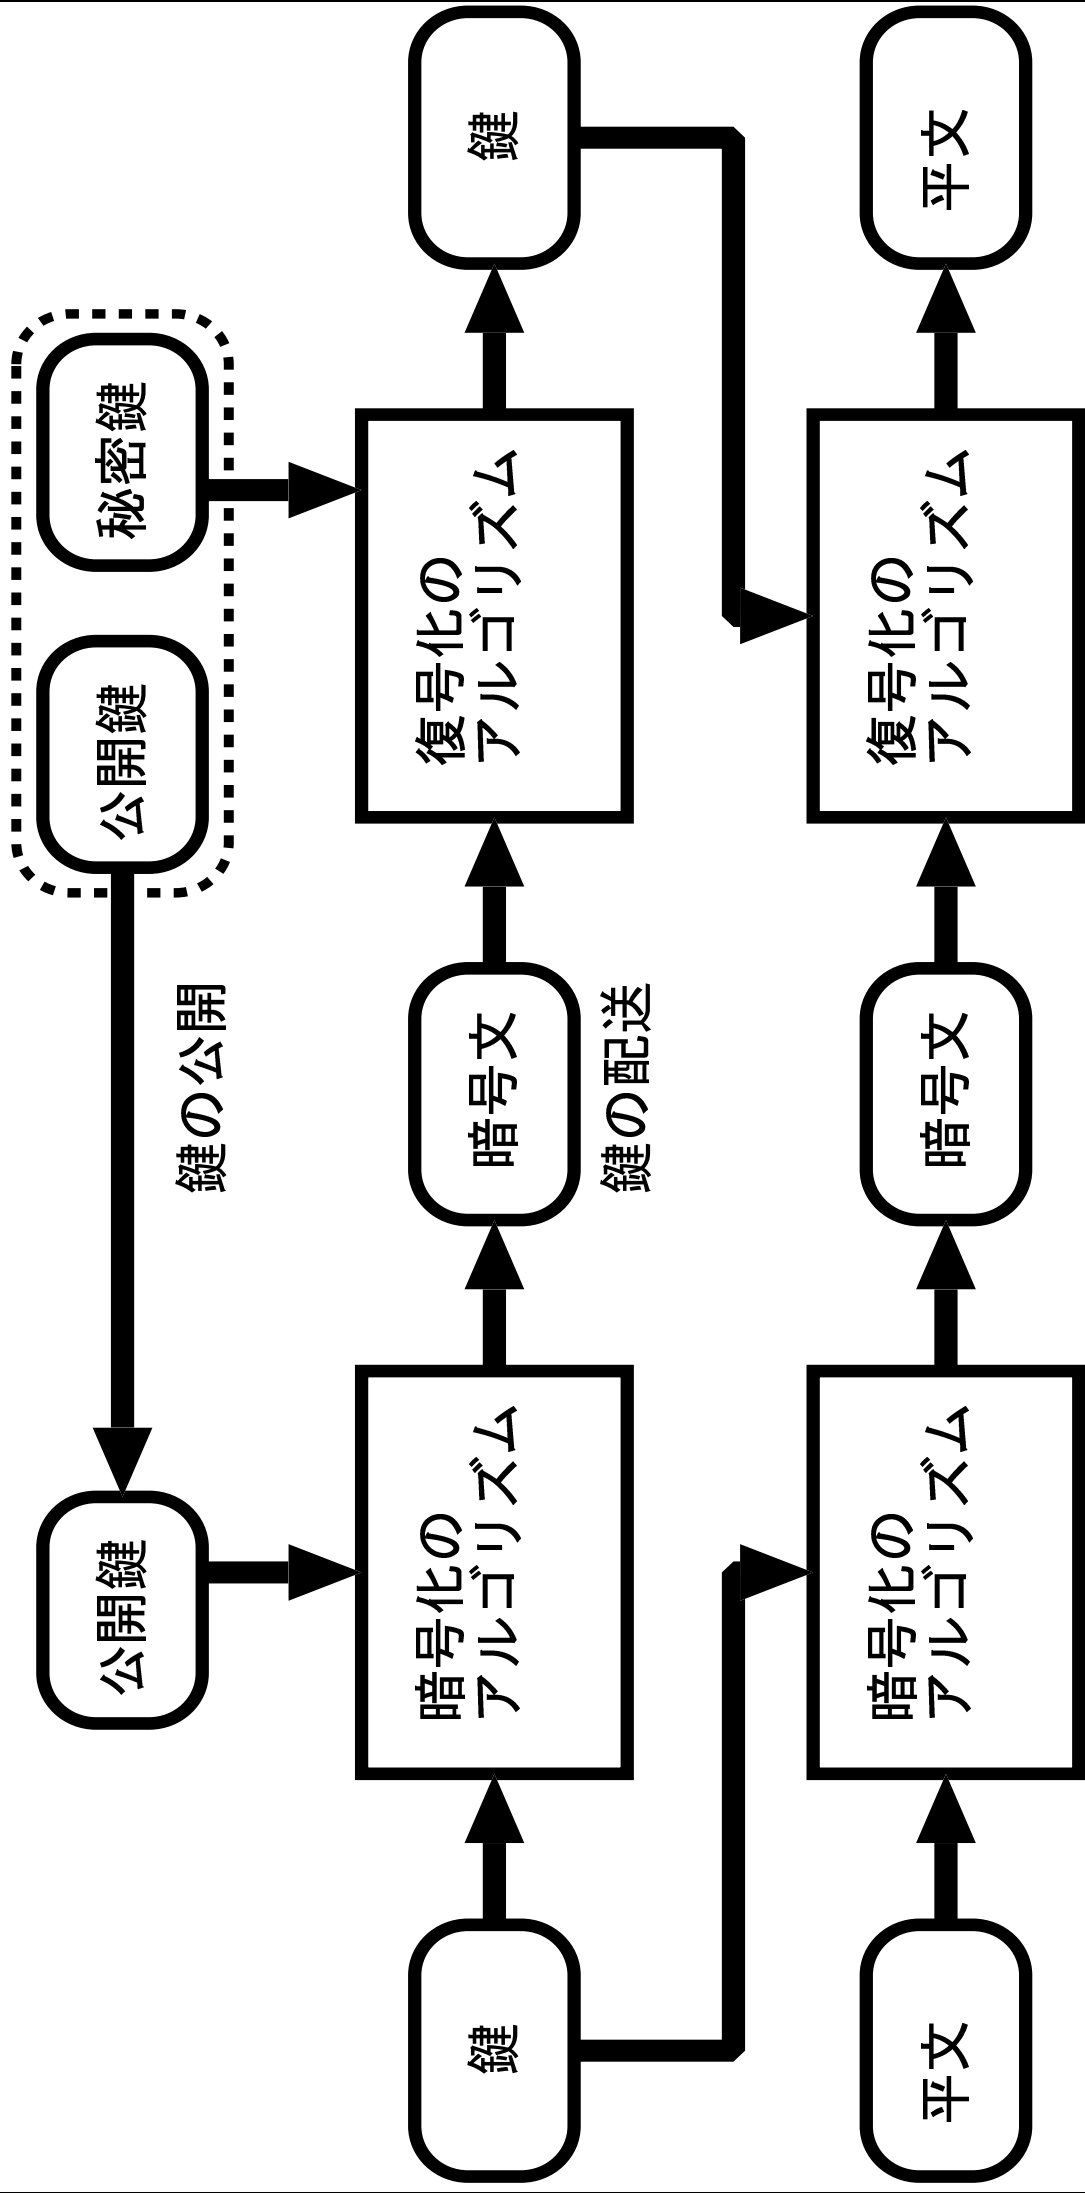 公開鍵
鍵の公開
公開鍵
秘密鍵
鍵
暗号化の
アルゴリズム
暗号文
鍵の配送
復号化の
アルゴリズム
鍵
平文
暗号化の
アルゴリズム
暗号文
復号化の
アルゴリズム
平文